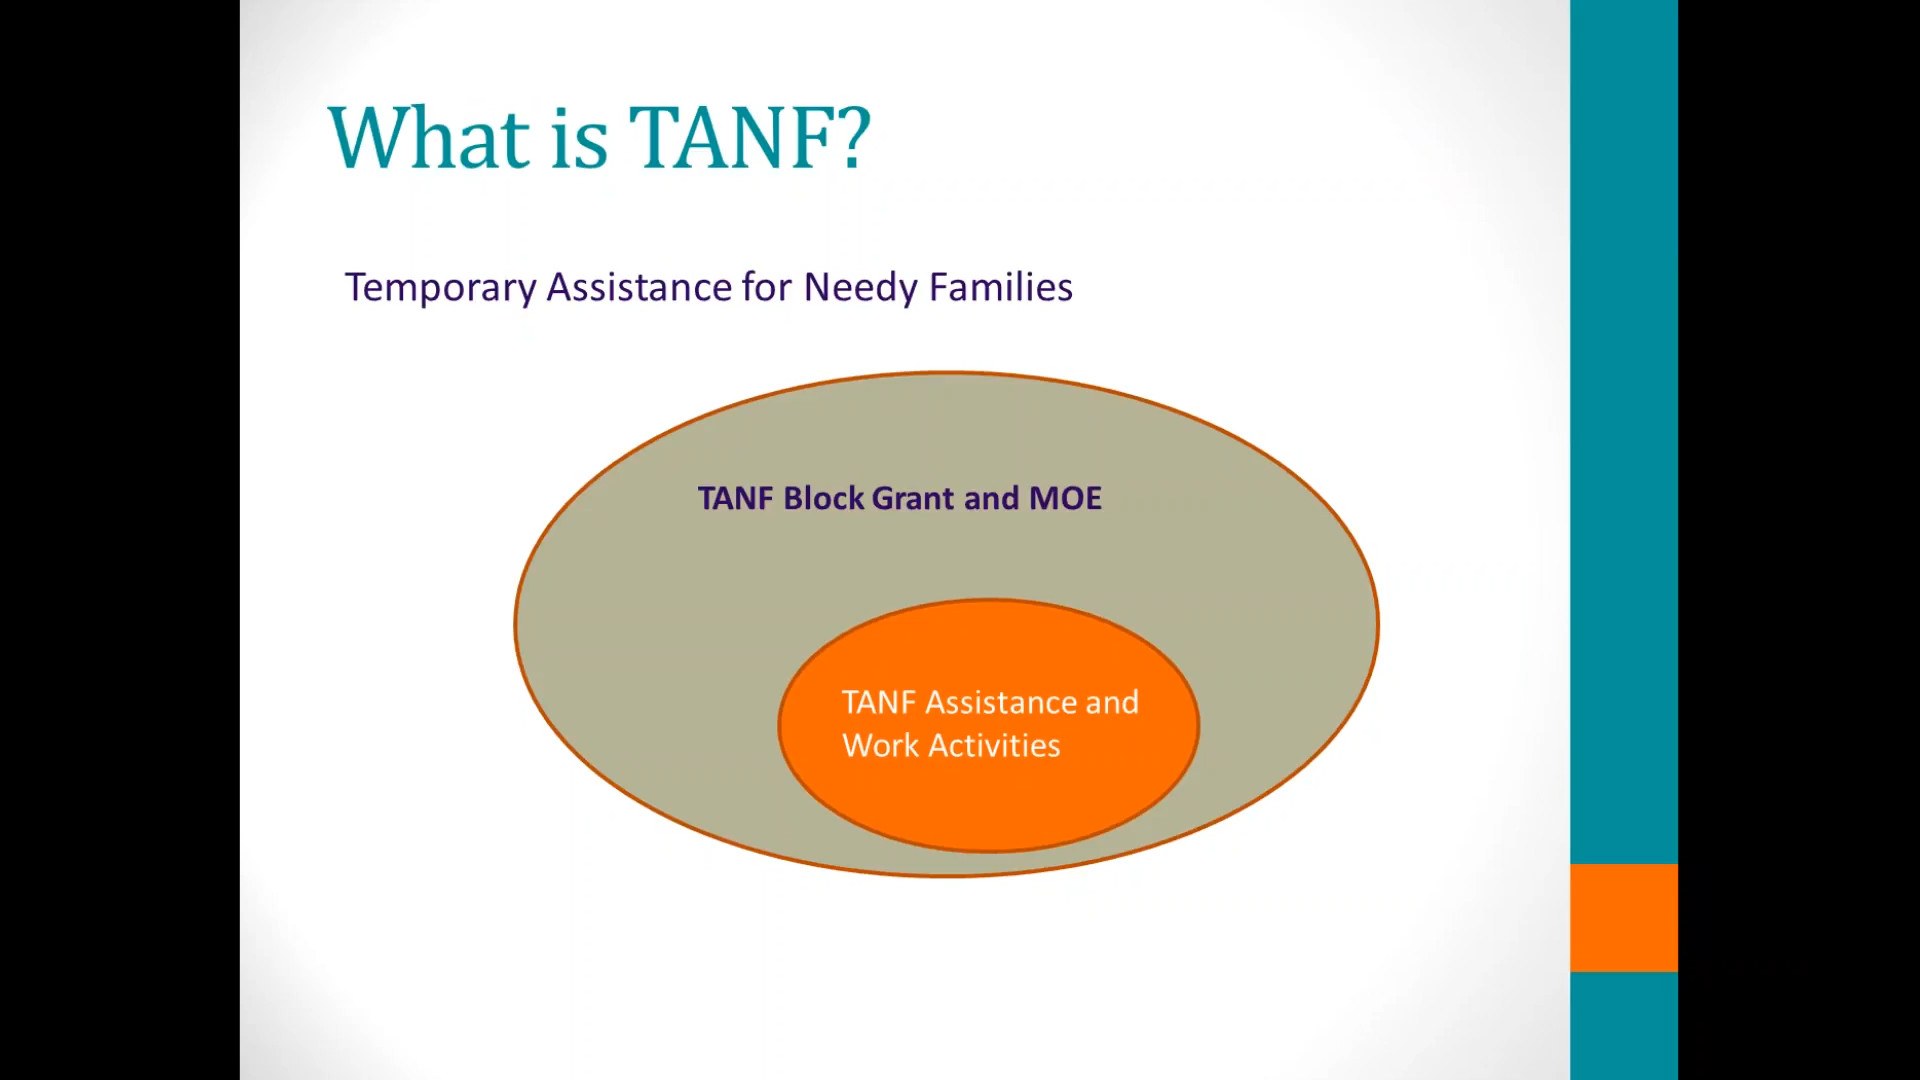 What is TANF?
Temporary Assistance for Needy Families
TANF Block Grant and MOE
TANF Assistance and
Work Activities